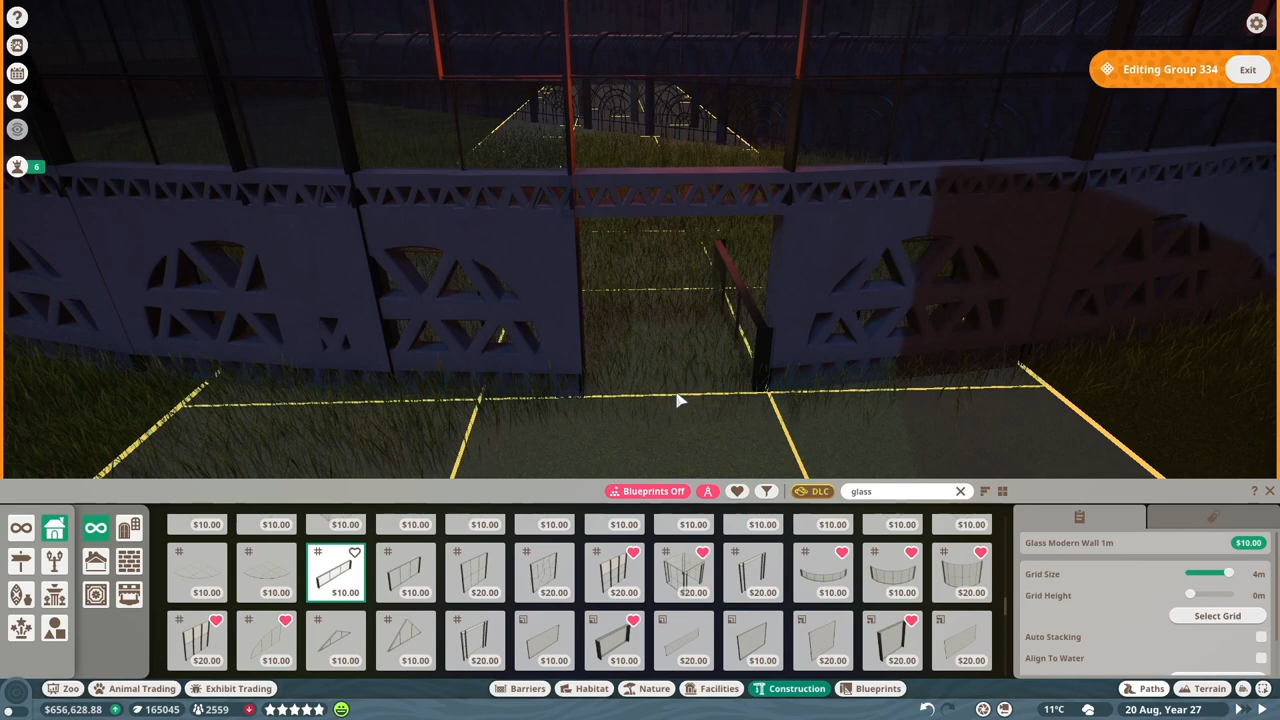 ?
Editing Group 334
Exit
6
Blueprints Off
DLC
glass
?
$10.00 $10.00 $10.00 $10.00 $10.00 $10.00 $10.00 $10.00 $10.00 $10.00 $10.00 $10.00
$10.00 $10.00 $10.00 $10.00 $20.00 $20.00 $20.00 $20.00 $20.00 $10.00 $10.00 $20.00
$20.00 $10.00 $10.00 $10.00 $20.00 $10.00 $10.00 $10.00 $20.00 $10.00 $20.00 $20.00
Glass Modern Wall 1m $10.00
Grid Size 4m
Grid Height 0m
Select Grid
Auto Stacking
Align To Water
Zoo Animal Trading Exhibit Trading Barriers Habitat Nature Facilities Construction Blueprints Paths Terrain
$656,628.88 165045 2559 11°C 20 Aug, Year 27